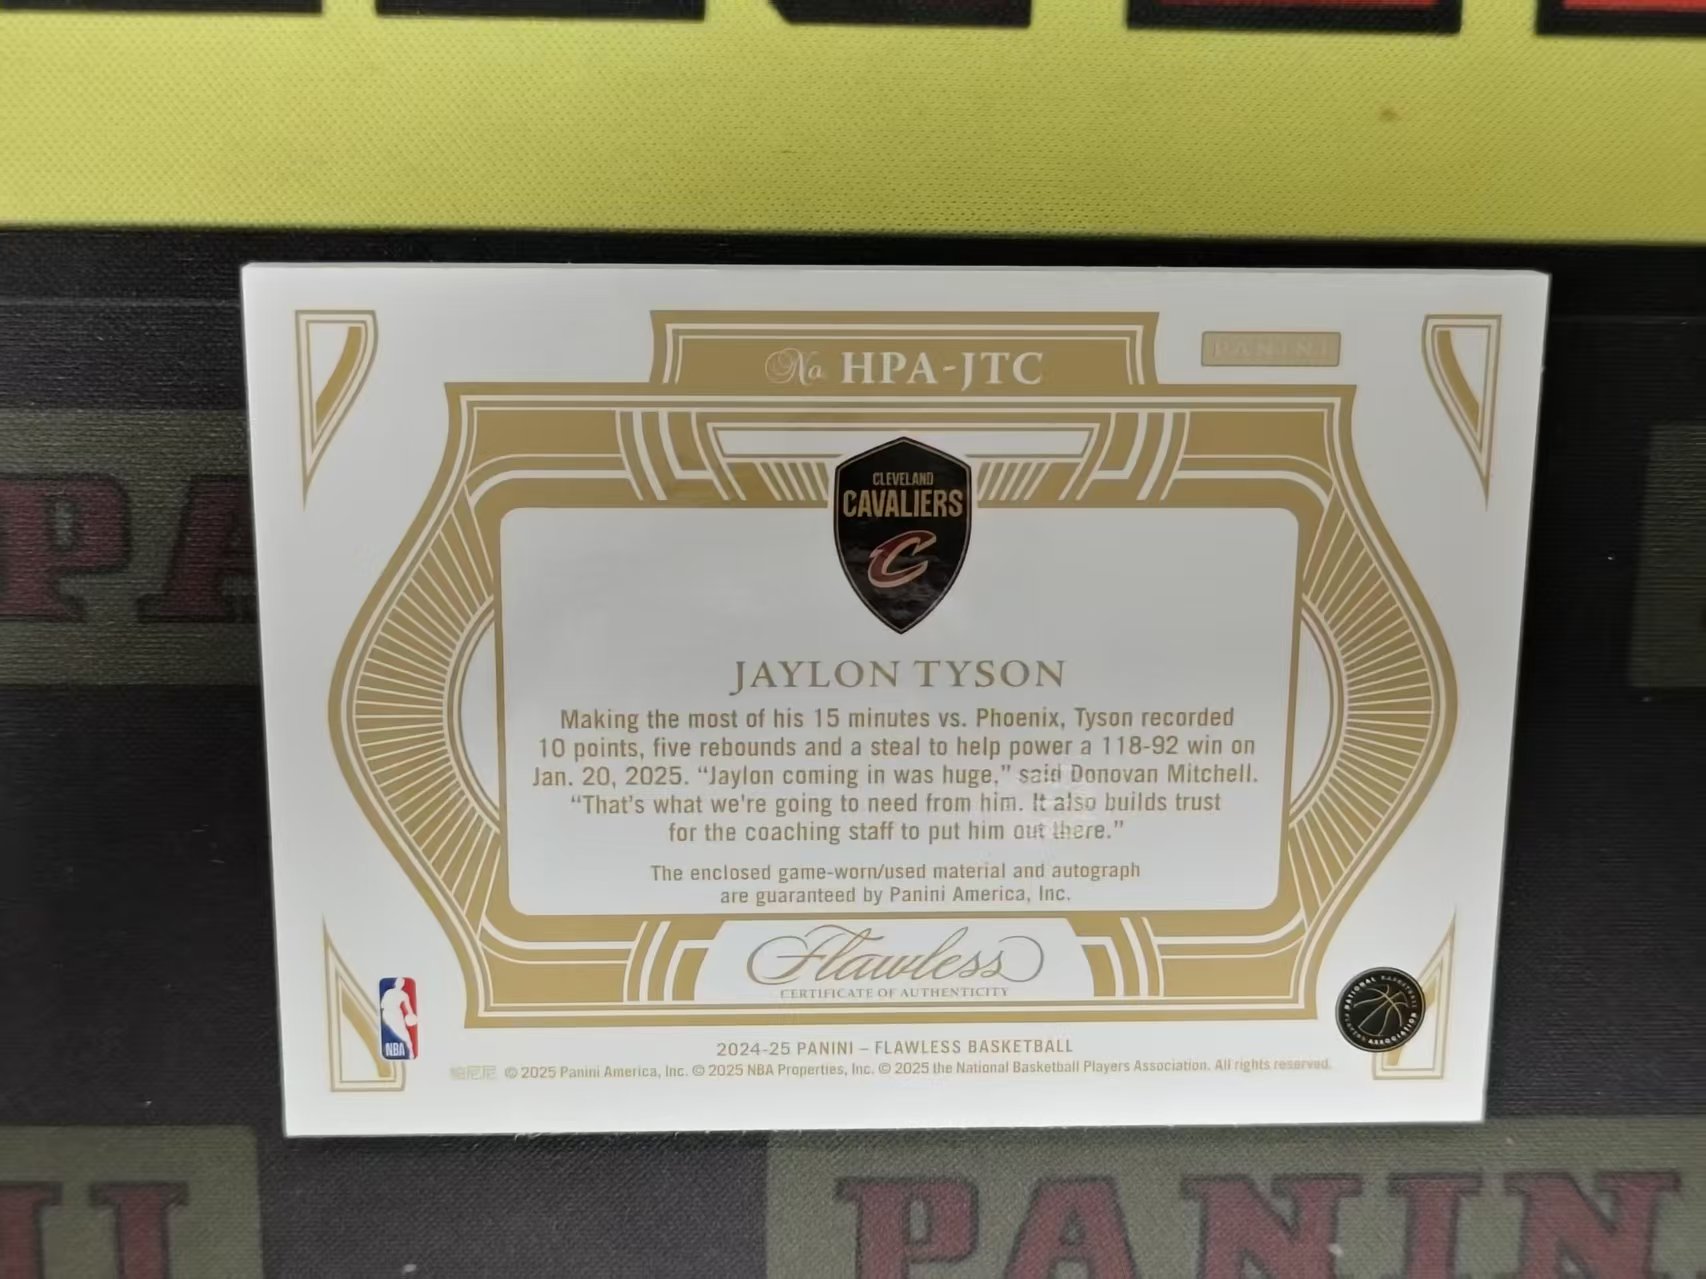 No. HPA-JTC
PANINI
CLEVELAND
CAVALIERS
C
JAYLON TYSON
Making the most of his 15 minutes vs. Phoenix, Tyson recorded
10 points, five rebounds and a steal to help power a 118-92 win on
Jan. 20, 2025. “Jaylon coming in was huge,” said Donovan Mitchell.
“That’s what we’re going to need from him. It also builds trust
for the coaching staff to put him out there.”
The enclosed game-worn/used material and autograph
are guaranteed by Panini America, Inc.
Flawless
CERTIFICATE OF AUTHENTICITY
NBA
NATIONAL BASKETBALL
PLAYERS ASSOCIATION
2024-25 PANINI – FLAWLESS BASKETBALL
帕尼尼 © 2025 Panini America, Inc. © 2025 NBA Properties, Inc. © 2025 the National Basketball Players Association. All rights reserved.
PA
PANIN